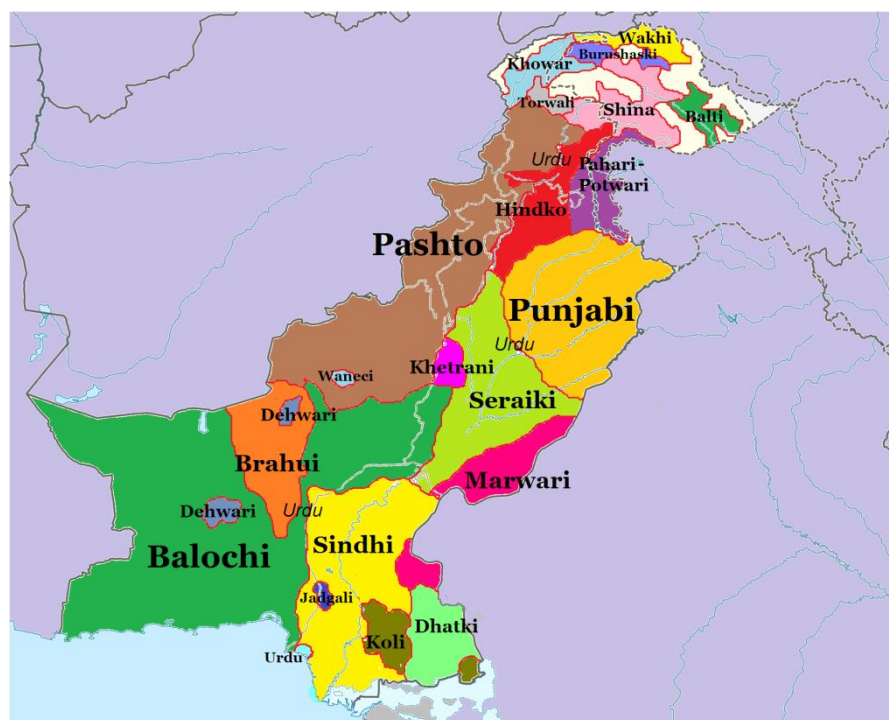 Wakhi
Burushaski
Khowar
Torwali
Shina
Balti
Urdu
Pahari-
Potwari
Hindko
Pashto
Punjabi
Urdu
Khetrani
Waneci
Seraiki
Dehwari
Brahui
Marwari
Dehwari
Urdu
Sindhi
Balochi
Jadgali
Koli
Dhatki
Urdu